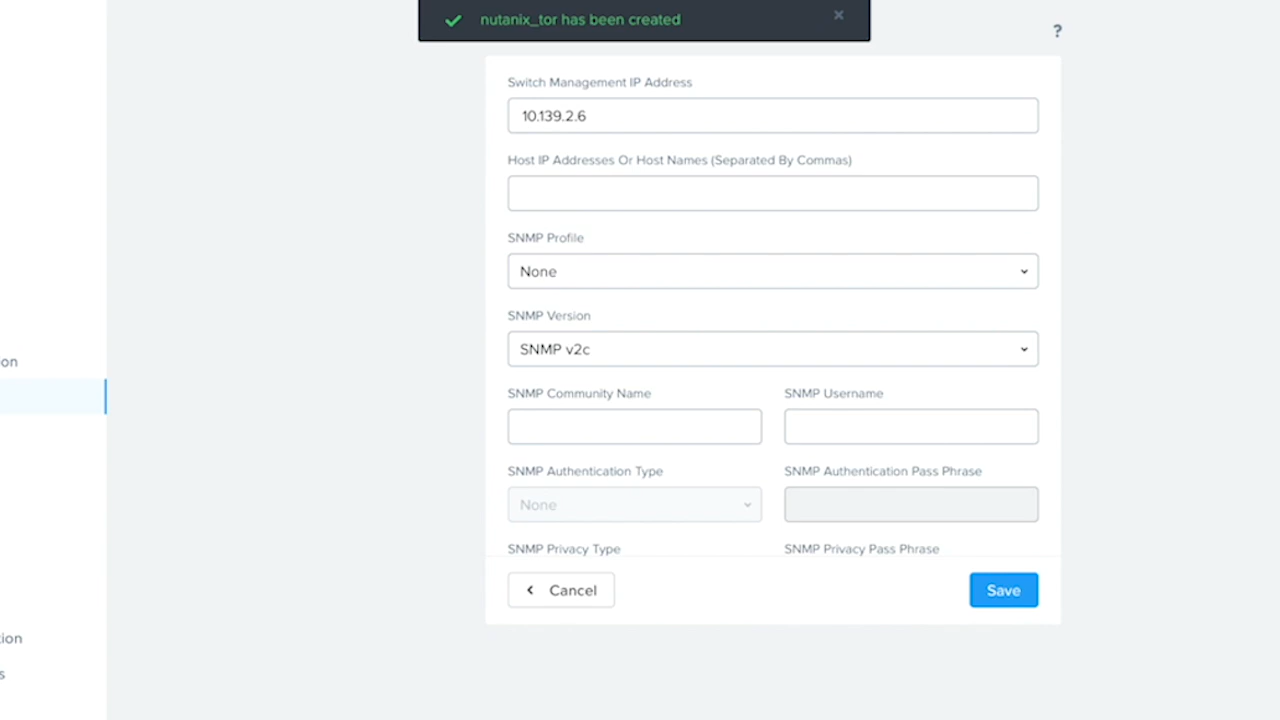 nutanix_tor has been created
×
?
Switch Management IP Address
10.139.2.6
Host IP Addresses Or Host Names (Separated By Commas)
SNMP Profile
None
SNMP Version
SNMP v2c
on
SNMP Community Name
SNMP Username
SNMP Authentication Type
SNMP Authentication Pass Phrase
None
SNMP Privacy Type
SNMP Privacy Pass Phrase
Cancel
Save
tion
s